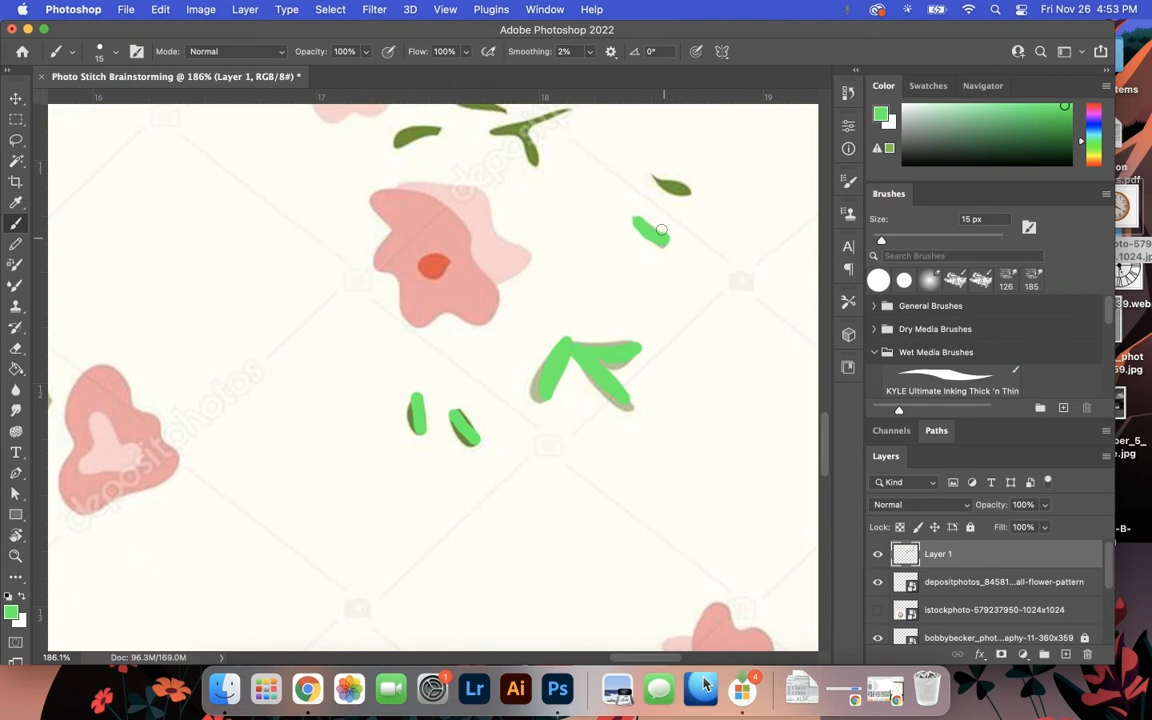 Photoshop File Edit Image Layer Type Select Filter 3D View Plugins Window Help Fri Nov 26 4:53 PM
Adobe Photoshop 2022
15 Mode: Normal Opacity: 100% Flow: 100% Smoothing: 2% 0°
Photo Stitch Brainstorming @ 186% (Layer 1, RGB/8#) *
16 17 18 19
Color Swatches Navigator
Brushes
Size: 15 px
Search Brushes
126 185
General Brushes
Dry Media Brushes
Wet Media Brushes
KYLE Ultimate Inking Thick 'n Thin
Channels Paths
Layers
Kind
Normal Opacity: 100%
Lock: Fill: 100%
Layer 1
depositphotos_84581...all-flower-pattern
istockphoto-579237950-1024x1024
bobbybecker_phot...aphy-11-360x359
186.1% Doc: 96.3M/169.0M
depositphotos
depositphotos
1 4
Lr Ai Ps